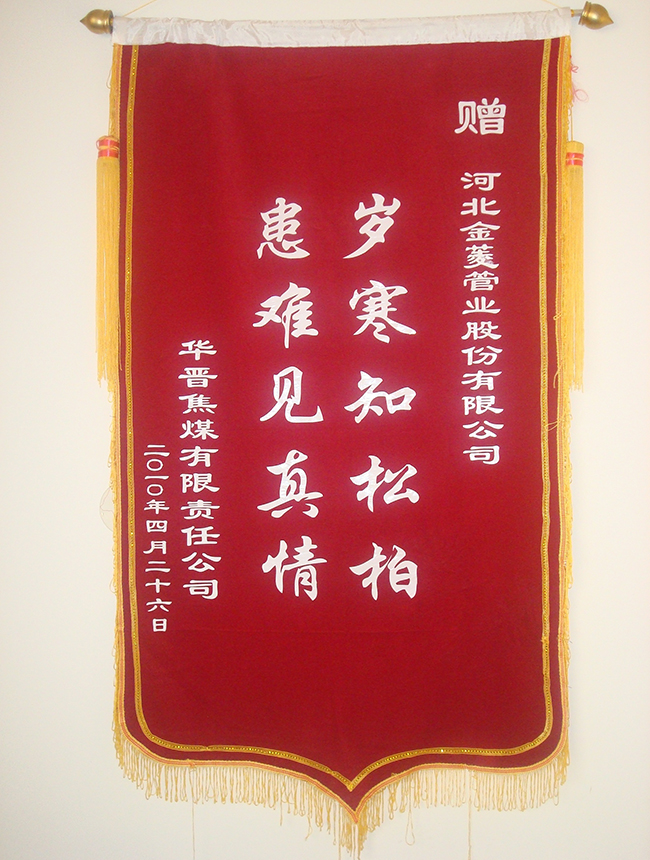 赠 河北金菱管业股份有限公司
岁寒知松柏
患难见真情
华晋焦煤有限责任公司
二〇一〇年四月二十六日